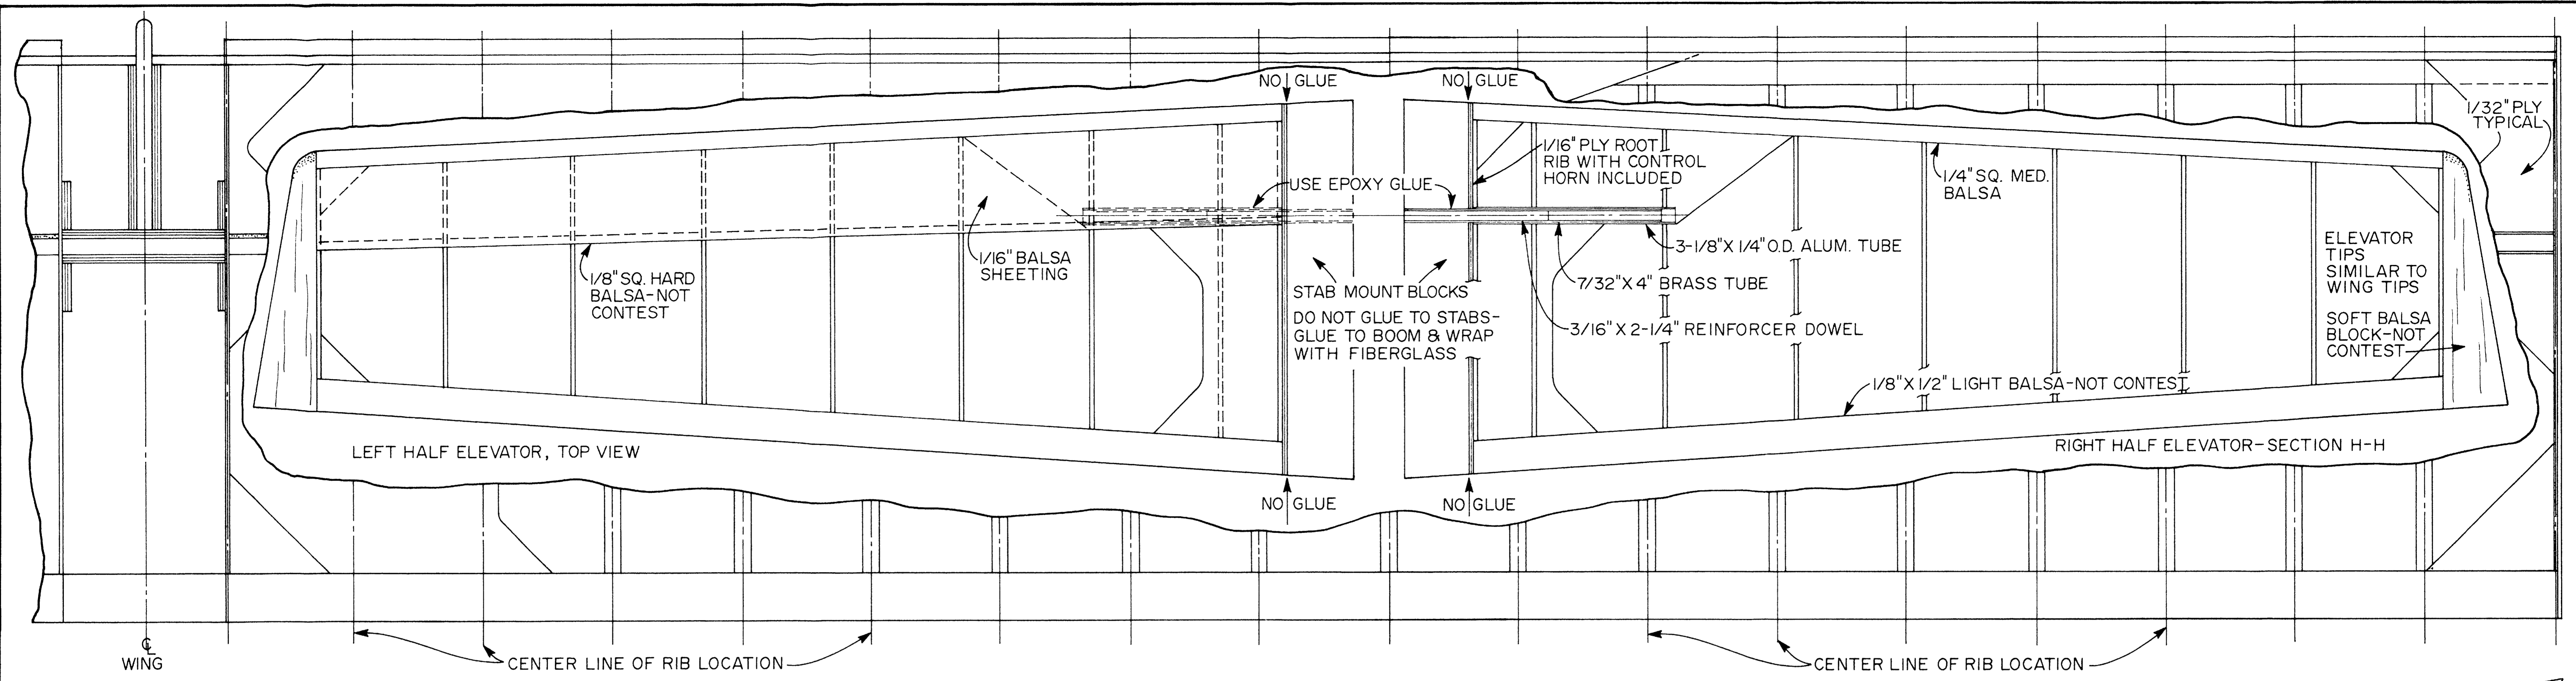 NO GLUE
NO GLUE
1/32" PLY
TYPICAL
1/16" PLY ROOT
RIB WITH CONTROL
HORN INCLUDED
USE EPOXY GLUE
1/4" SQ. MED.
BALSA
1/16" BALSA
SHEETING
1/8" SQ. HARD
BALSA-NOT
CONTEST
3-1/8" X 1/4" O.D. ALUM. TUBE
7/32" X 4" BRASS TUBE
3/16" X 2-1/4" REINFORCER DOWEL
STAB MOUNT BLOCKS
DO NOT GLUE TO STABS-
GLUE TO BOOM & WRAP
WITH FIBERGLASS
ELEVATOR
TIPS
SIMILAR TO
WING TIPS
SOFT BALSA
BLOCK-NOT
CONTEST
1/8" X 1/2" LIGHT BALSA-NOT CONTEST
LEFT HALF ELEVATOR, TOP VIEW
RIGHT HALF ELEVATOR-SECTION H-H
NO GLUE
NO GLUE
℄
WING
CENTER LINE OF RIB LOCATION
CENTER LINE OF RIB LOCATION